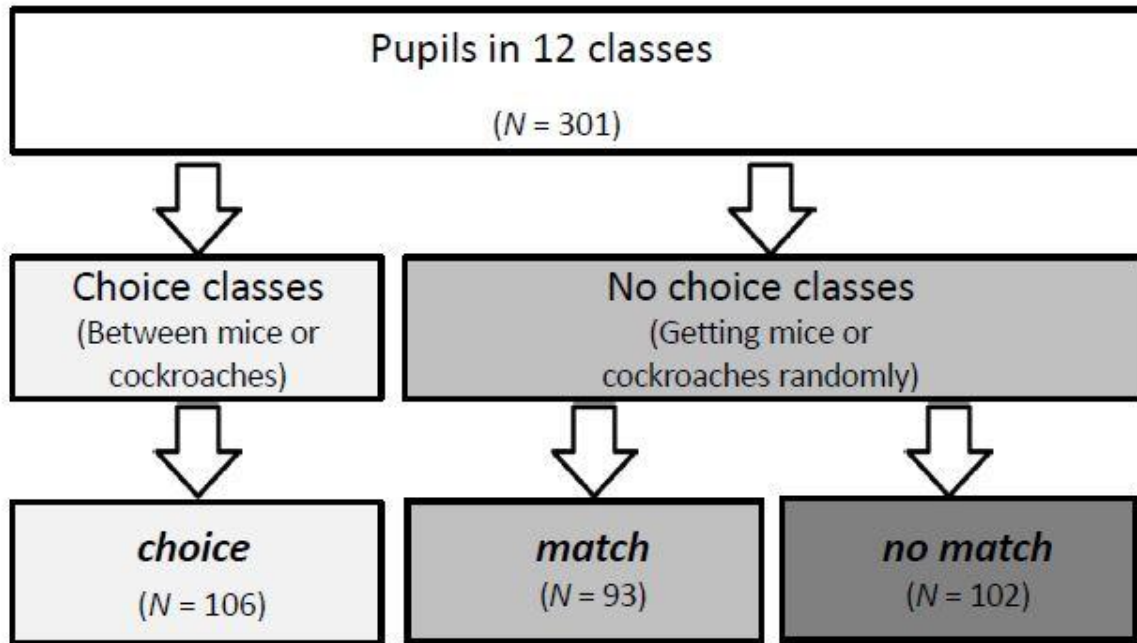 Pupils in 12 classes
(N = 301)
Choice classes
(Between mice or
cockroaches)
No choice classes
(Getting mice or
cockroaches randomly)
choice
(N = 106)
match
(N = 93)
no match
(N = 102)